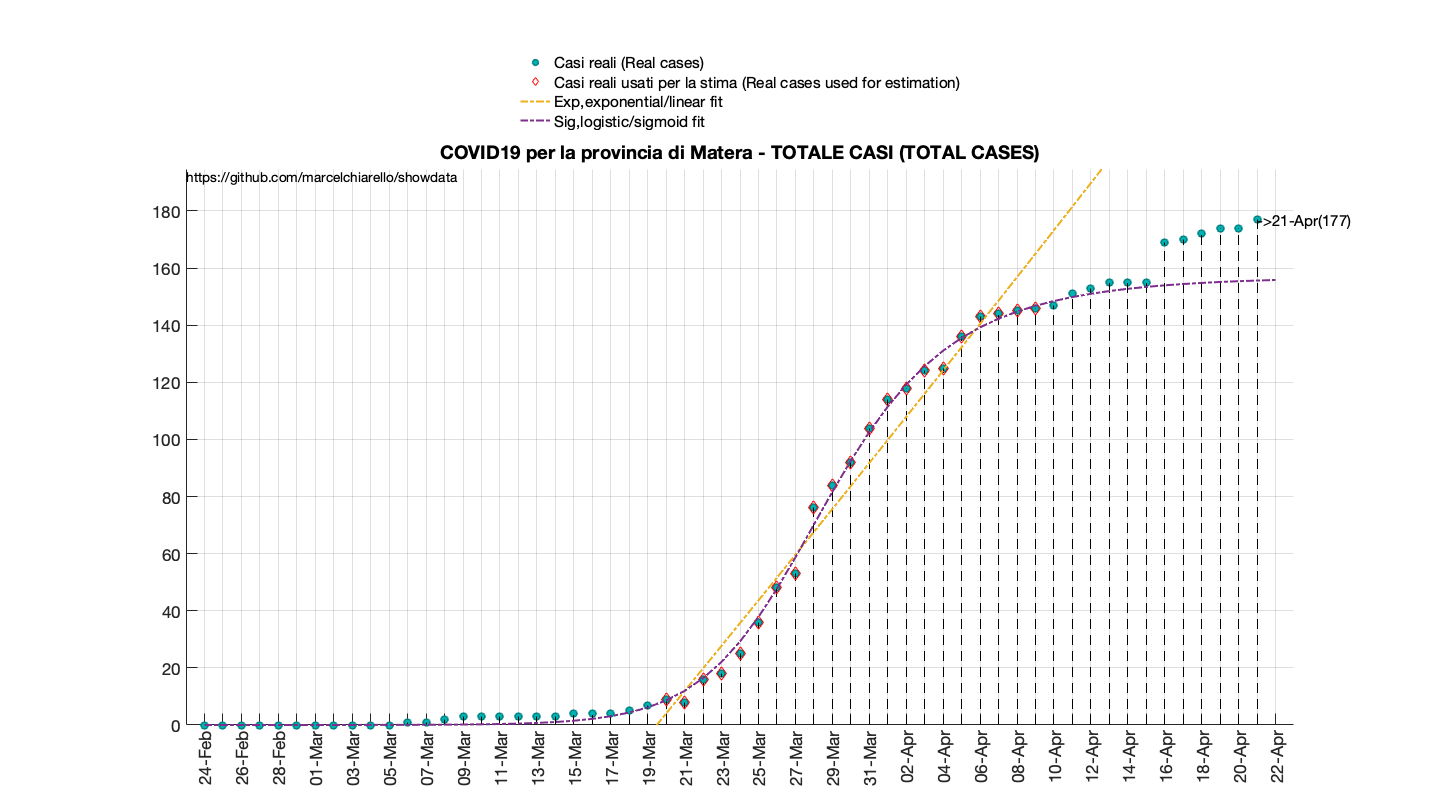 Casi reali (Real cases)
Casi reali usati per la stima (Real cases used for estimation)
Exp,exponential/linear fit
Sig,logistic/sigmoid fit
COVID19 per la provincia di Matera - TOTALE CASI (TOTAL CASES)
https://github.com/marcelchiarello/showdata
180
160
140
120
100
80
60
40
20
0
>21-Apr(177)
24-Feb
26-Feb
28-Feb
01-Mar
03-Mar
05-Mar
07-Mar
09-Mar
11-Mar
13-Mar
15-Mar
17-Mar
19-Mar
21-Mar
23-Mar
25-Mar
27-Mar
29-Mar
31-Mar
02-Apr
04-Apr
06-Apr
08-Apr
10-Apr
12-Apr
14-Apr
16-Apr
18-Apr
20-Apr
22-Apr